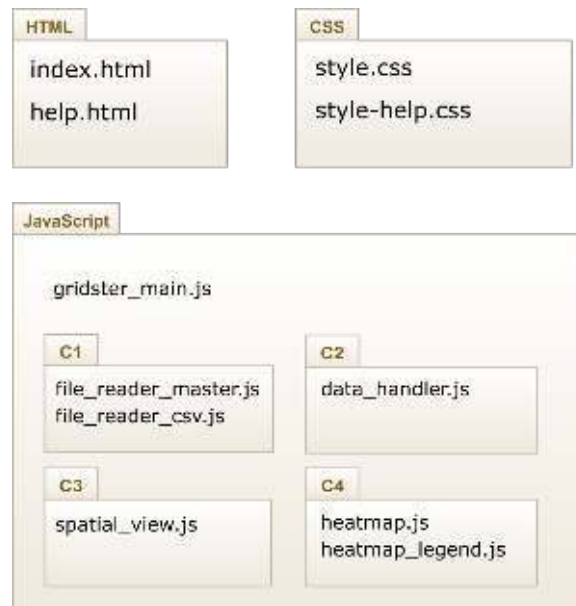 HTML
index.html
help.html
CSS
style.css
style-help.css
JavaScript
gridster_main.js
C1
file_reader_master.js
file_reader_csv.js
C2
data_handler.js
C3
spatial_view.js
C4
heatmap.js
heatmap_legend.js